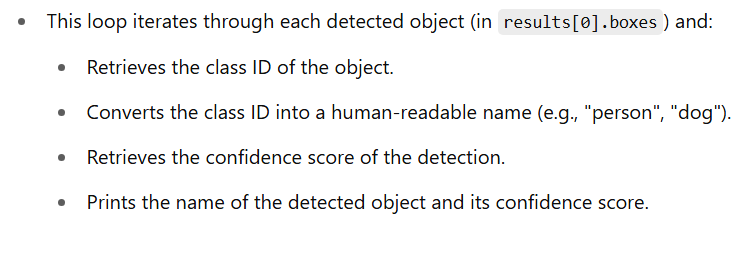 This loop iterates through each detected object (in results[0].boxes) and:
Retrieves the class ID of the object.
Converts the class ID into a human-readable name (e.g., "person", "dog").
Retrieves the confidence score of the detection.
Prints the name of the detected object and its confidence score.